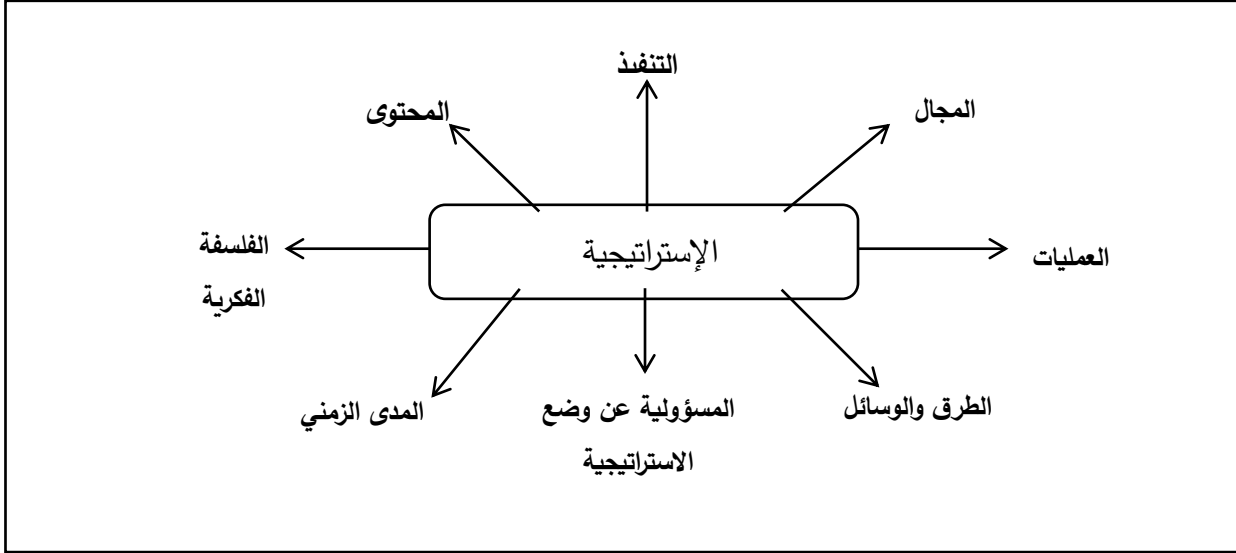 التنفيذ
المجال
المحتوى
الإستراتيجية
العمليات
الفلسفة
الفكرية
الطرق والوسائل
المسؤولية عن وضع
الاستراتيجية
المدى الزمني